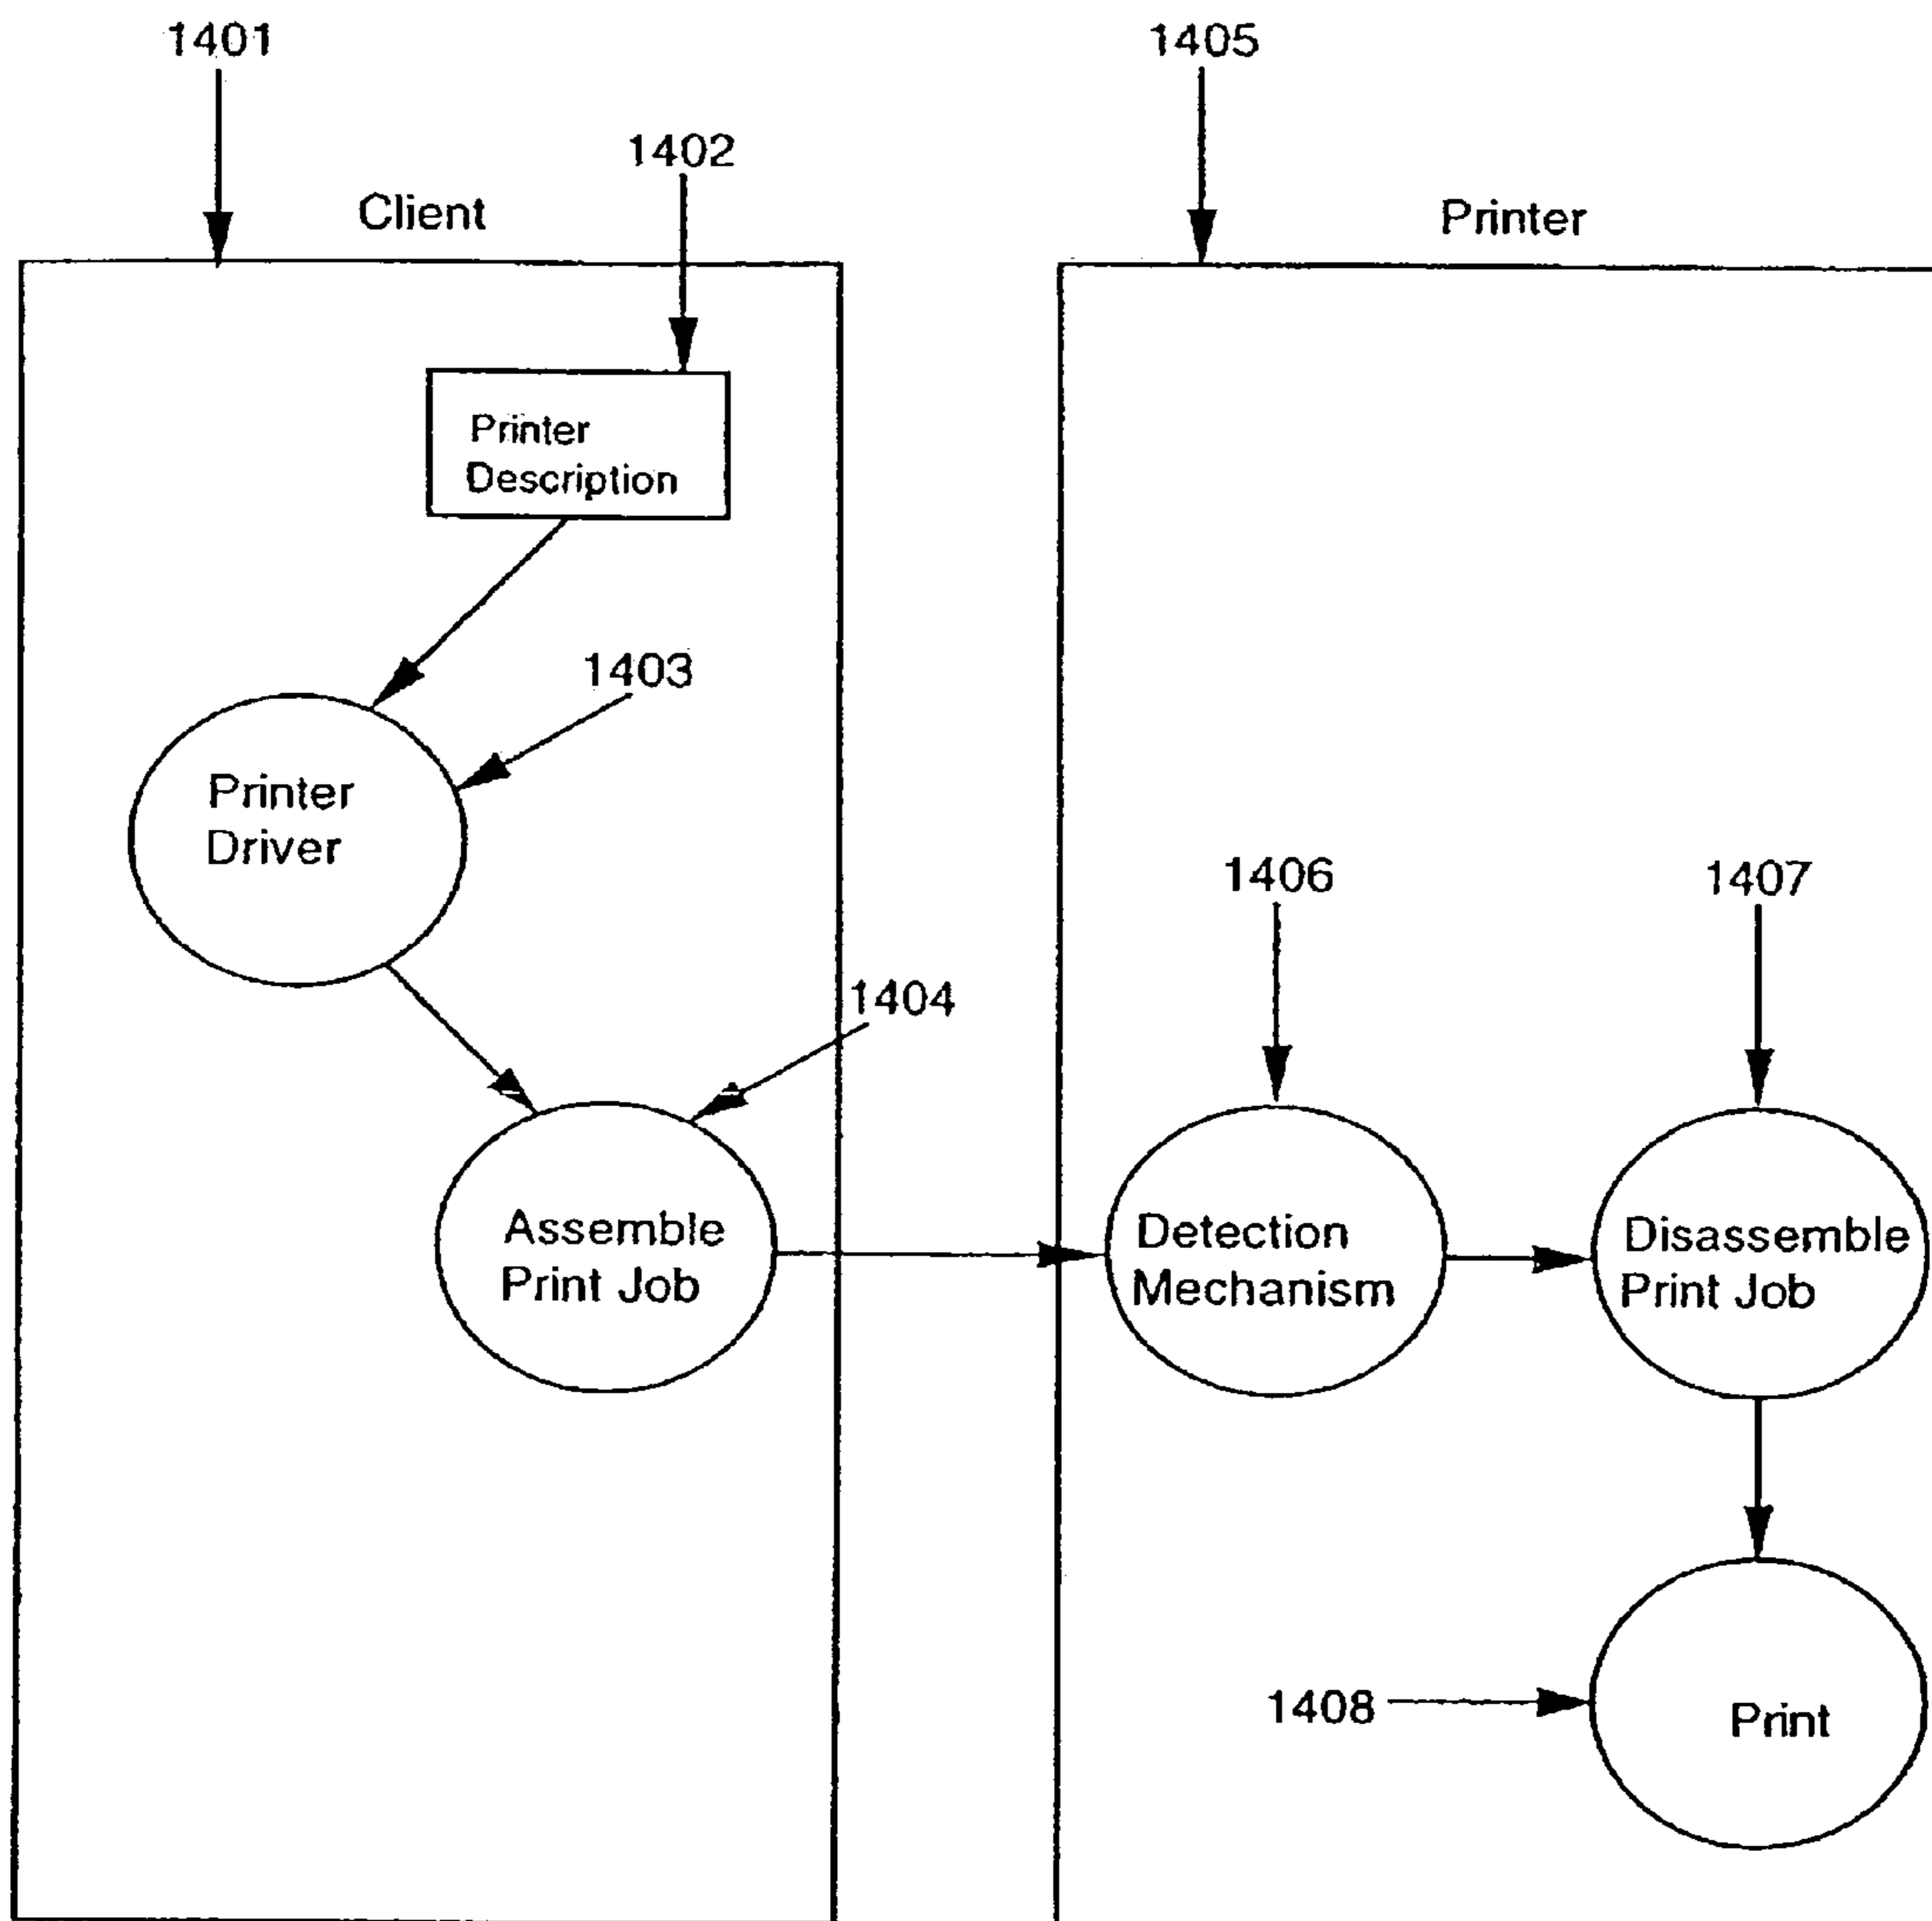 1401
1405
1402
Client
Printer
Printer
Description
1403
Printer
Driver
1406
1407
1404
Assemble
Print Job
Detection
Mechanism
Disassemble
Print Job
1408
Print